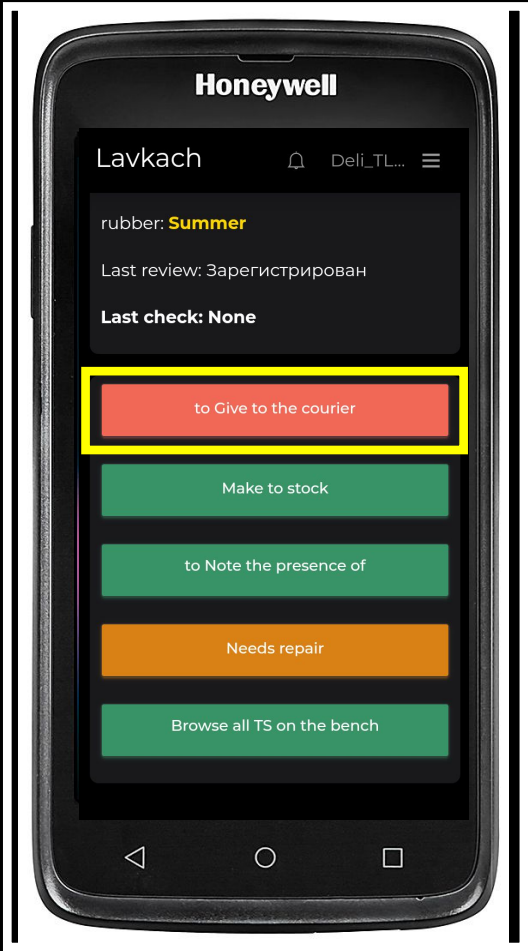 Honeywell
Lavkach
Deli_TL...
rubber: Summer
Last review: Зарегистрирован
Last check: None
to Give to the courier
Make to stock
to Note the presence of
Needs repair
Browse all TS on the bench